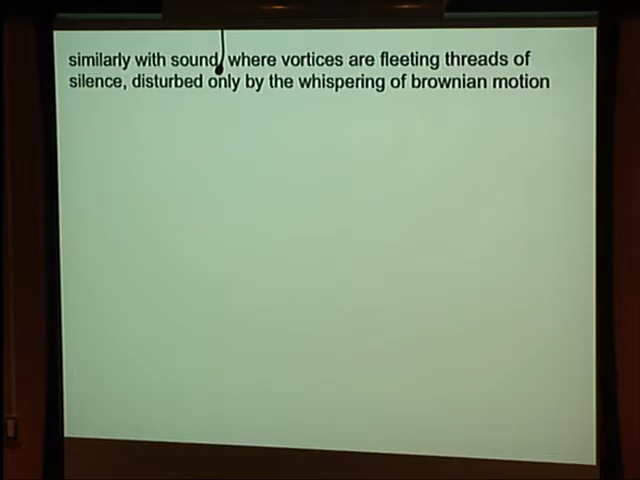 similarly with sound, where vortices are fleeting threads of
silence, disturbed only by the whispering of brownian motion